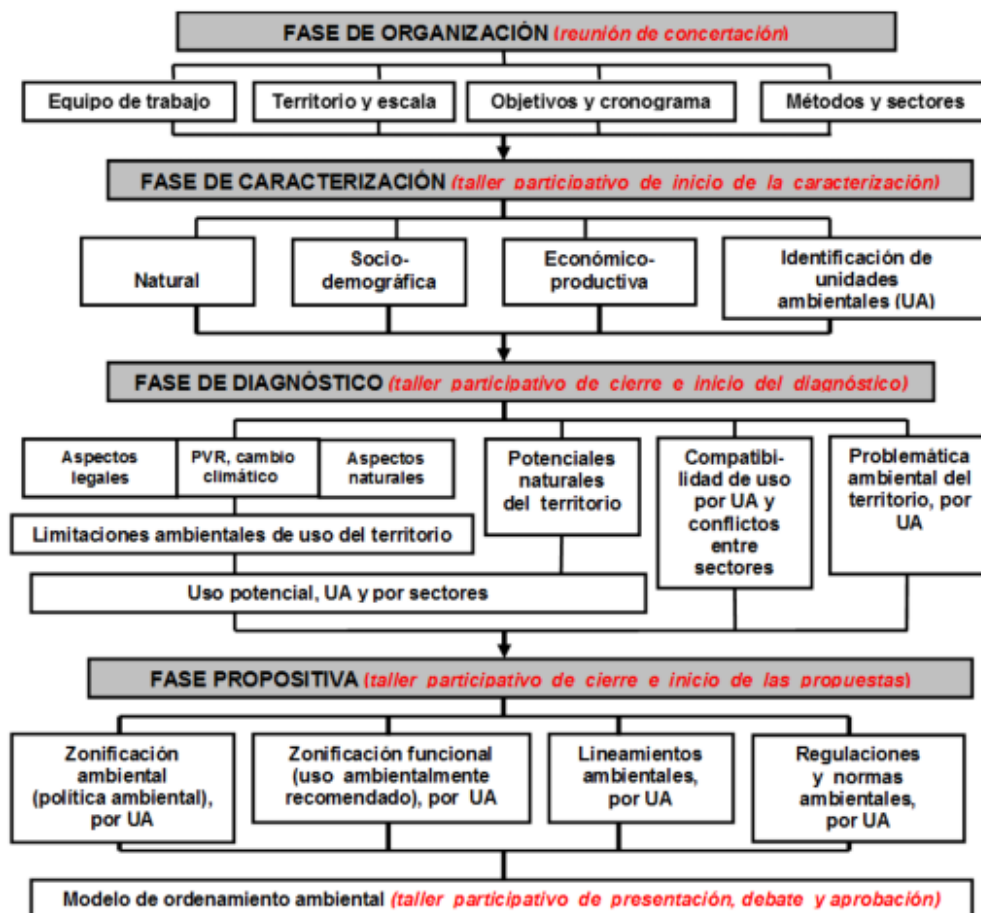 FASE DE ORGANIZACIÓN (reunión de concertación)
Equipo de trabajo
Territorio y escala
Objetivos y cronograma
Métodos y sectores
FASE DE CARACTERIZACIÓN (taller participativo de inicio de la caracterización)
Natural
Socio-
demográfica
Económico-
productiva
Identificación de
unidades
ambientales (UA)
FASE DE DIAGNÓSTICO (taller participativo de cierre e inicio del diagnóstico)
Aspectos
legales
PVR, cambio
climático
Aspectos
naturales
Limitaciones ambientales de uso del territorio
Potenciales
naturales
del territorio
Uso potencial, UA y por sectores
Compatibi-
lidad de uso
por UA y
conflictos
entre
sectores
Problemática
ambiental del
territorio, por
UA
FASE PROPOSITIVA (taller participativo de cierre e inicio de las propuestas)
Zonificación
ambiental
(política ambiental),
por UA
Zonificación funcional
(uso ambientalmente
recomendado), por UA
Lineamientos
ambientales,
por UA
Regulaciones
y normas
ambientales,
por UA
Modelo de ordenamiento ambiental (taller participativo de presentación, debate y aprobación)